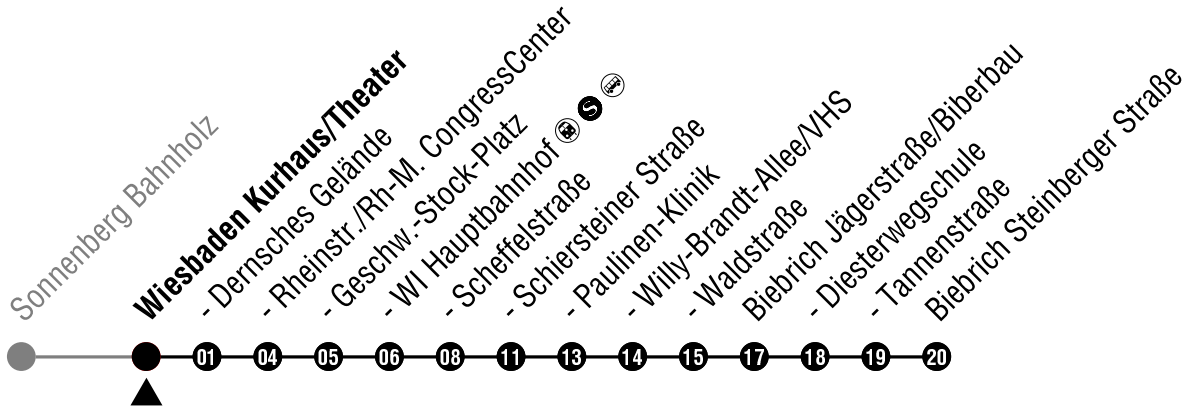 Sonnenberg Bahnholz
Wiesbaden Kurhaus/Theater
- Dernsches Gelände
- Rheinstr./Rh-M. CongressCenter
- Geschw.-Stock-Platz
- WI Hauptbahnhof S
- Scheffelstraße
- Schiersteiner Straße
- Paulinen-Klinik
- Willy-Brandt-Allee/VHS
- Waldstraße
Biebrich Jägerstraße/Biberbau
- Diesterwegschule
- Tannenstraße
Biebrich Steinberger Straße
01 04 05 06 08 11 13 14 15 17 18 19 20